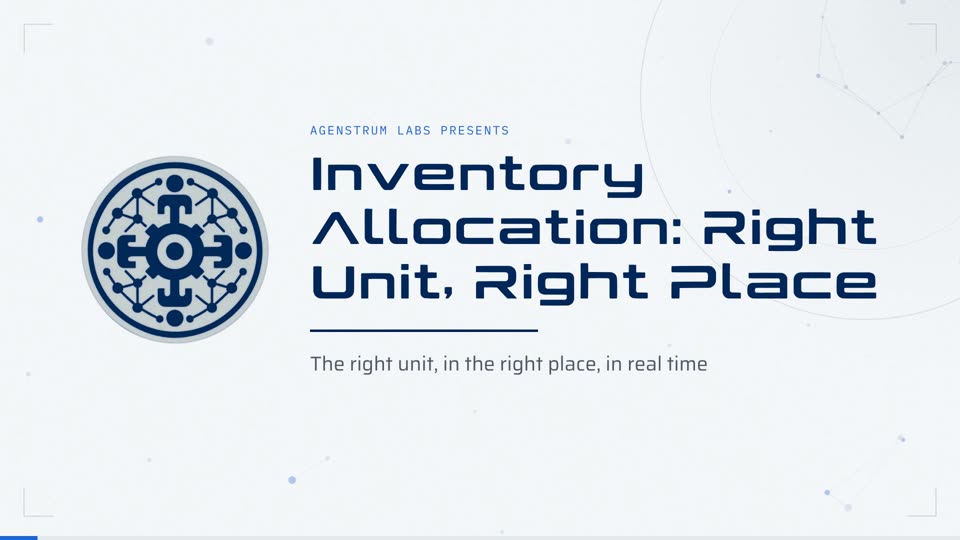 AGENSTRUM LABS PRESENTS
Inventory
Allocation: Right
Unit, Right Place
The right unit, in the right place, in real time